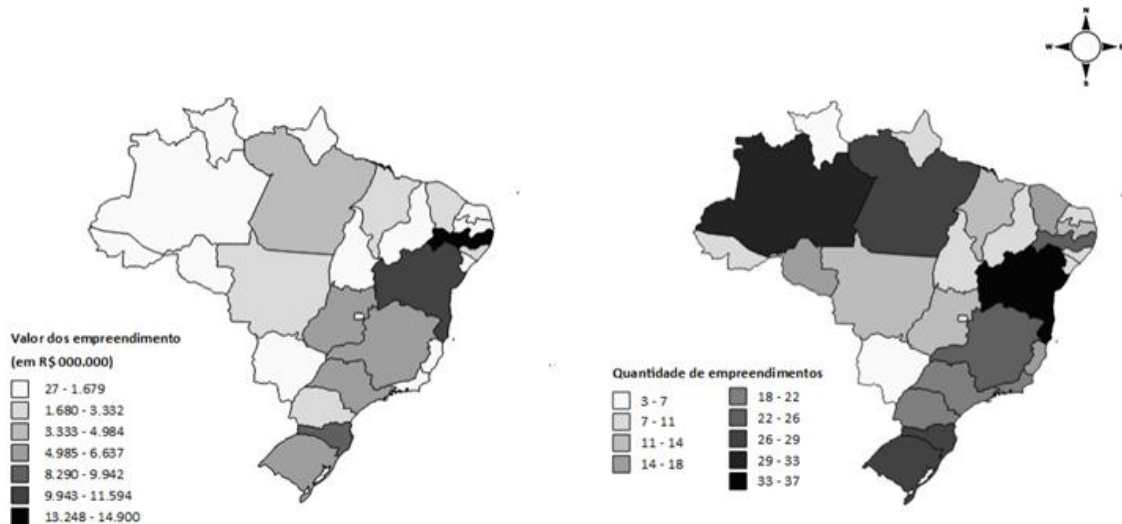 N
W
E
S
Valor dos empreendimento
(em R$ 000.000)
27 - 1.679
1.680 - 3.332
3.333 - 4.984
4.985 - 6.637
8.290 - 9.942
9.943 - 11.594
13.248 - 14.900
Quantidade de empreendimentos
3 - 7
7 - 11
11 - 14
14 - 18
18 - 22
22 - 26
26 - 29
29 - 33
33 - 37